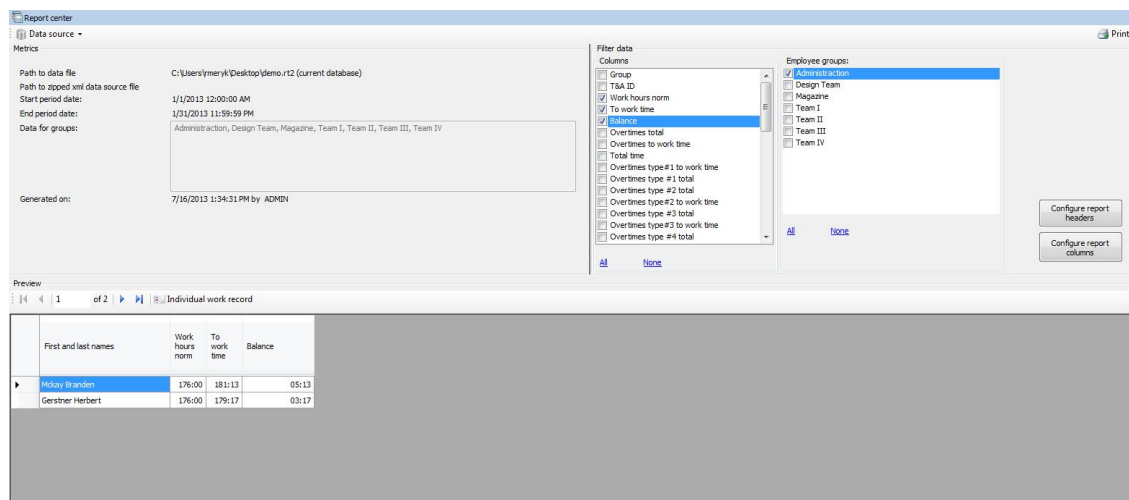 Report center
Data source
Print
Metrics
Path to data file C:\Users\rmeryk\Desktop\demo.rt2 (current database)
Path to zipped xml data source file
Start period date: 1/1/2013 12:00:00 AM
End period date: 1/31/2013 11:59:59 PM
Data for groups: Administraction, Design Team, Magazine, Team I, Team II, Team III, Team IV
Generated on: 7/16/2013 1:34:31 PM by ADMIN
Filter data
Columns
Group
T&A ID
Work hours norm
To work time
Balance
Overtimes total
Overtimes to work time
Total time
Overtimes type#1 to work time
Overtimes type #1 total
Overtimes type #2 total
Overtimes type#2 to work time
Overtimes type #3 total
Overtimes type#3 to work time
Overtimes type #4 total
All None
Employee groups:
Administraction
Design Team
Magazine
Team I
Team II
Team III
Team IV
All None
Configure report
headers
Configure report
columns
Preview
1 of 2 Individual work record
First and last names Work hours norm To work time Balance
Mckay Branden 176:00 181:13 05:13
Gerstner Herbert 176:00 179:17 03:17